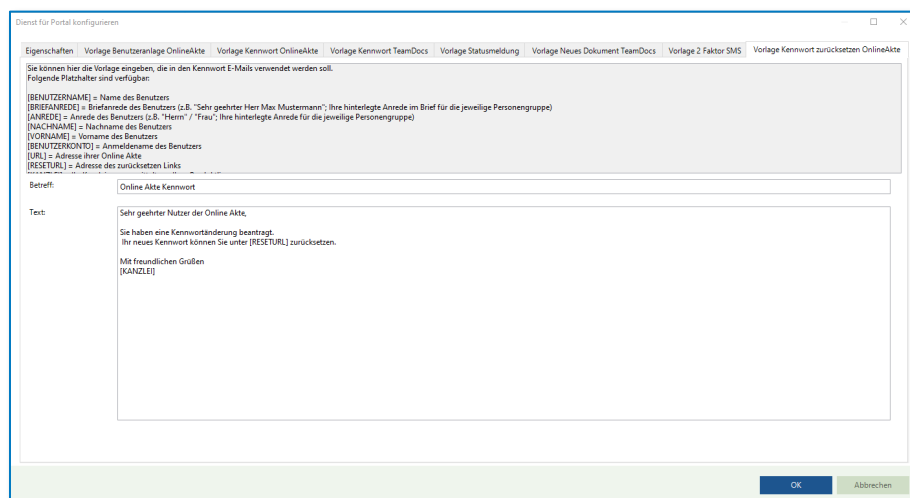 Dienst für Portal konfigurieren
Eigenschaften Vorlage Benutzeranlage OnlineAkte Vorlage Kennwort OnlineAkte Vorlage Kennwort TeamDocs Vorlage Statusmeldung Vorlage Neues Dokument TeamDocs Vorlage 2 Faktor SMS Vorlage Kennwort zurücksetzen OnlineAkte
Sie können hier die Vorlage eingeben, die in den Kennwort E-Mails verwendet werden soll.
Folgende Platzhalter sind verfügbar:
[BENUTZERNAME] = Name des Benutzers
[BRIEFANREDE] = Briefanrede des Benutzers (z.B. "Sehr geehrter Herr Max Mustermann"; Ihre hinterlegte Anrede im Brief für die jeweilige Personengruppe)
[ANREDE] = Anrede des Benutzers (z.B. "Herrn" / "Frau"; Ihre hinterlegte Anrede für die jeweilige Personengruppe)
[NACHNAME] = Nachname des Benutzers
[VORNAME] = Vorname des Benutzers
[BENUTZERKONTO] = Anmeldename des Benutzers
[URL] = Adresse ihrer Online Akte
[RESETURL] = Adresse des zurücksetzen Links
Betreff: Online Akte Kennwort
Text: Sehr geehrter Nutzer der Online Akte,
Sie haben eine Kennwortänderung beantragt.
Ihr neues Kennwort können Sie unter [RESETURL] zurücksetzen.
Mit freundlichen Grüßen
[KANZLEI]
OK Abbrechen